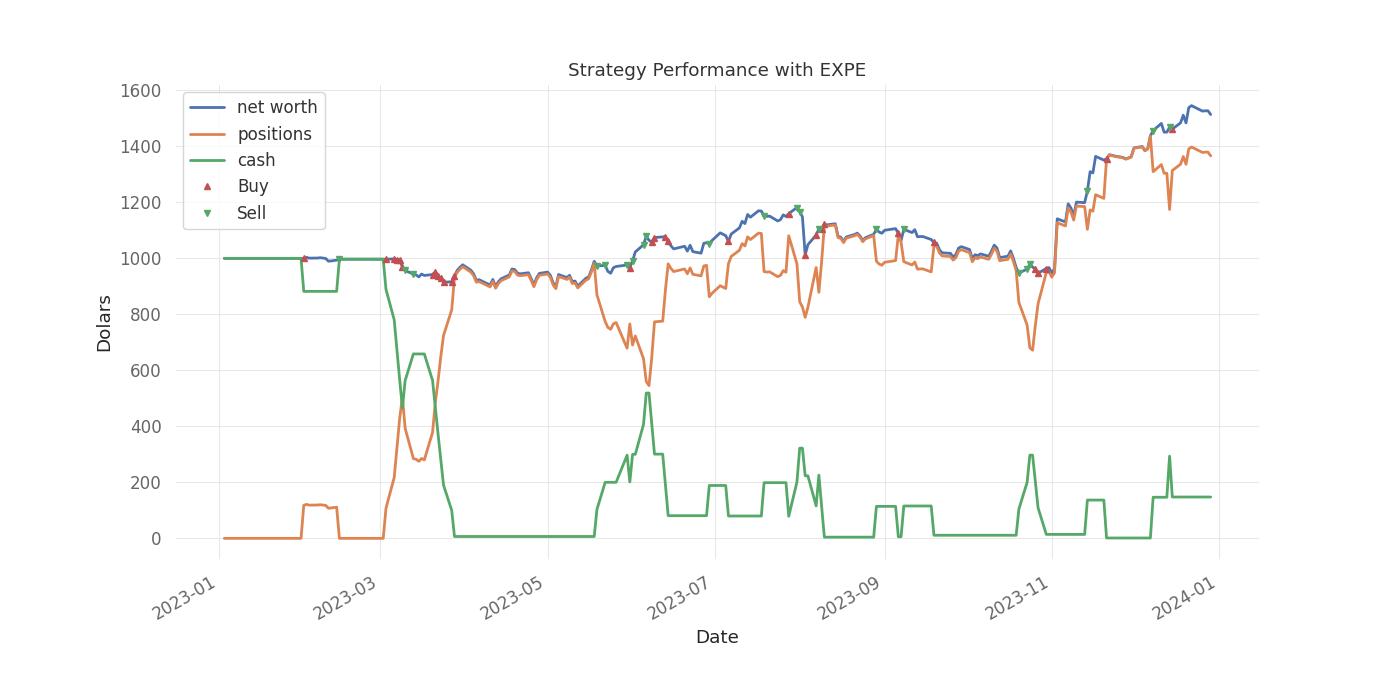 Strategy Performance with EXPE
1600
1400
1200
1000
800
600
400
200
0
Dolars
net worth
positions
cash
Buy
Sell
2023-01
2023-03
2023-05
2023-07
2023-09
2023-11
2024-01
Date